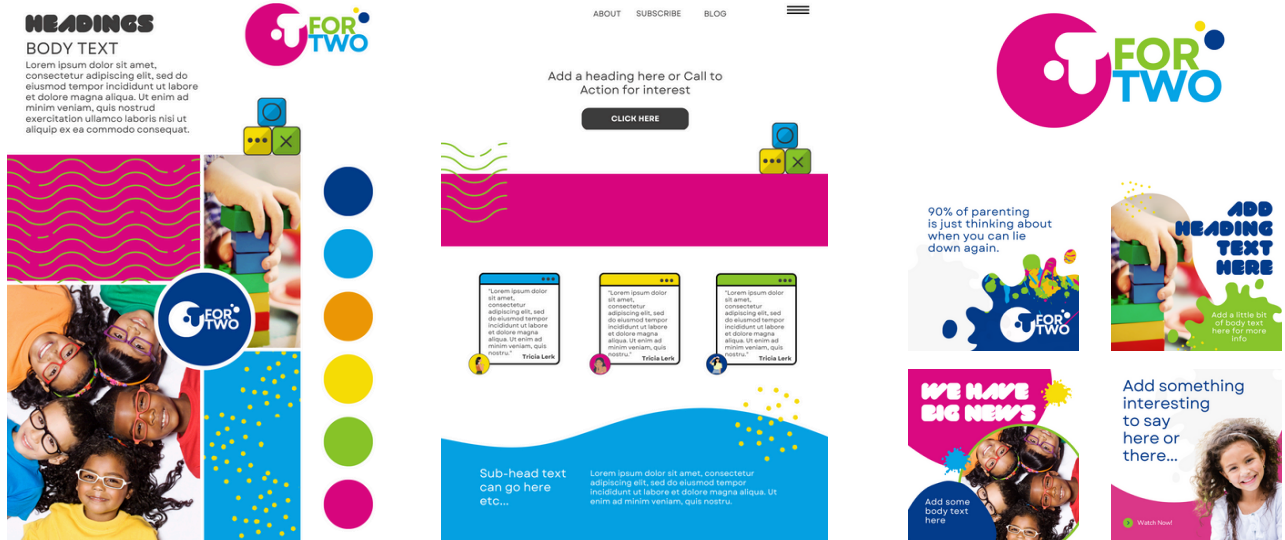 HEADINGS
BODY TEXT
Lorem ipsum dolor sit amet,
consectetur adipiscing elit, sed do
eiusmod tempor incididunt ut labore
et dolore magna aliqua. Ut enim ad
minim veniam, quis nostrud
exercitation ullamco laboris nisi ut
aliquip ex ea commodo consequat.
T FOR
TWO
T FOR
TWO
ABOUT SUBSCRIBE BLOG
Add a heading here or Call to
Action for interest
CLICK HERE
"Lorem ipsum dolor
sit amet,
consectetur
adipiscing elit, sed
do eiusmod tempor
incididunt ut labore
et dolore magna
aliqua. Ut enim ad
minim veniam, quis
nostru."
Tricia Lerk
"Lorem ipsum dolor
sit amet,
consectetur
adipiscing elit, sed
do eiusmod tempor
incididunt ut labore
et dolore magna
aliqua. Ut enim ad
minim veniam, quis
nostru."
Tricia Lerk
"Lorem ipsum dolor
sit amet,
consectetur
adipiscing elit, sed
do eiusmod tempor
incididunt ut labore
et dolore magna
aliqua. Ut enim ad
minim veniam, quis
nostru."
Tricia Lerk
Sub-head text
can go here
etc...
Lorem ipsum dolor sit amet, consectetur
adipiscing elit, sed do eiusmod tempor
incididunt ut labore et dolore magna
aliqua. Ut enim ad minim veniam, quis nostru.
T FOR
TWO
90% of parenting
is just thinking about
when you can lie
down again.
T FOR
TWO
ADD
HEADING
TEXT
HERE
Add a little bit
of body text
here for more
info
WE HAVE
BIG NEWS
Add some
body text
here
Add something
interesting
to say
here or
there...
Watch Now!